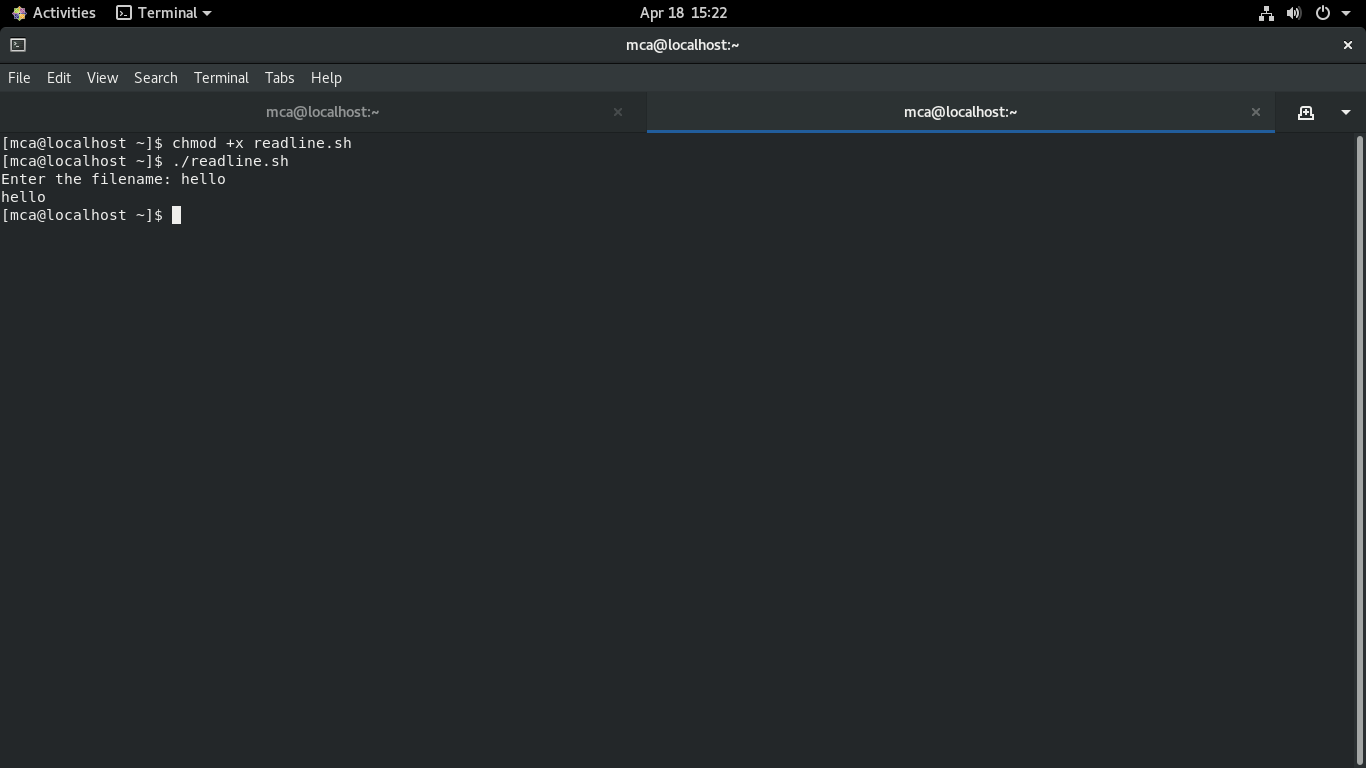 Activities Terminal Apr 18 15:22
mca@localhost:~
File Edit View Search Terminal Tabs Help
mca@localhost:~ mca@localhost:~
[mca@localhost ~]$ chmod +x readline.sh
[mca@localhost ~]$ ./readline.sh
Enter the filename: hello
hello
[mca@localhost ~]$